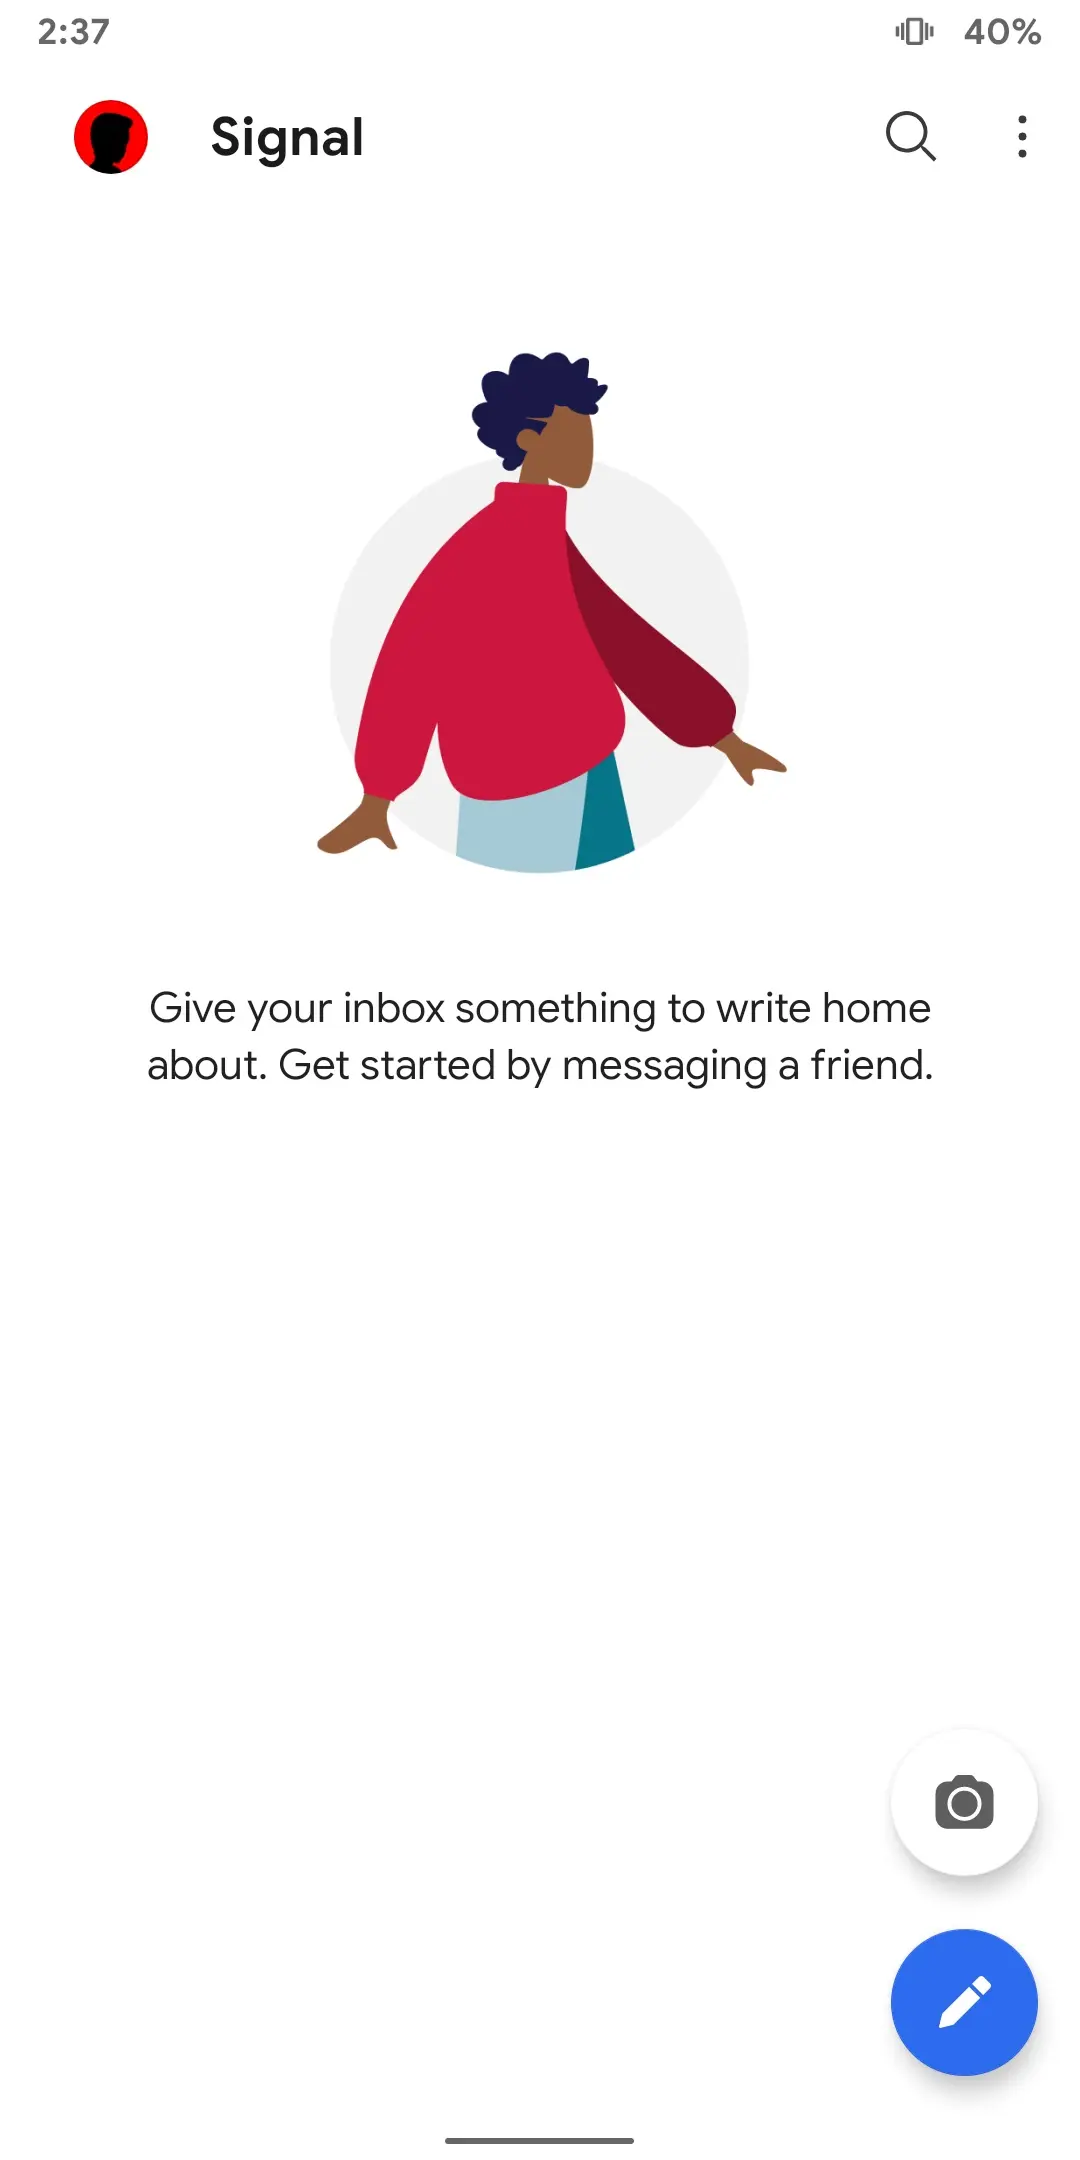 2:37
40%
Signal
Give your inbox something to write home
about. Get started by messaging a friend.